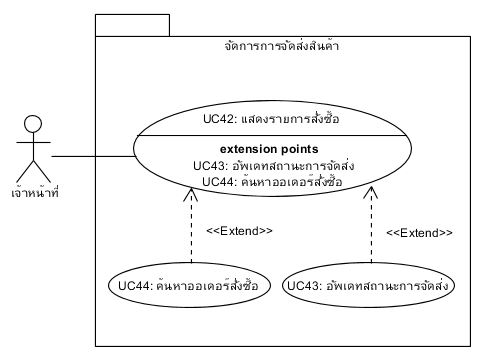 จัดการการจัดส่งสินค้า
UC42: แสดงรายการสั่งซื้อ
extension points
UC43: อัพเดทสถานะการจัดส่ง
UC44: ค้นหาออเดอร์สั่งซื้อ
เจ้าหน้าที่
<<Extend>>
<<Extend>>
UC44: ค้นหาออเดอร์สั่งซื้อ
UC43: อัพเดทสถานะการจัดส่ง